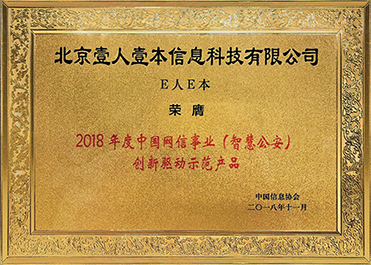 北京壹人壹本信息科技有限公司
E人E本
荣膺
2018年度中国网信事业(智慧公安)
创新驱动示范产品
中国信息协会
二〇一八年十一月